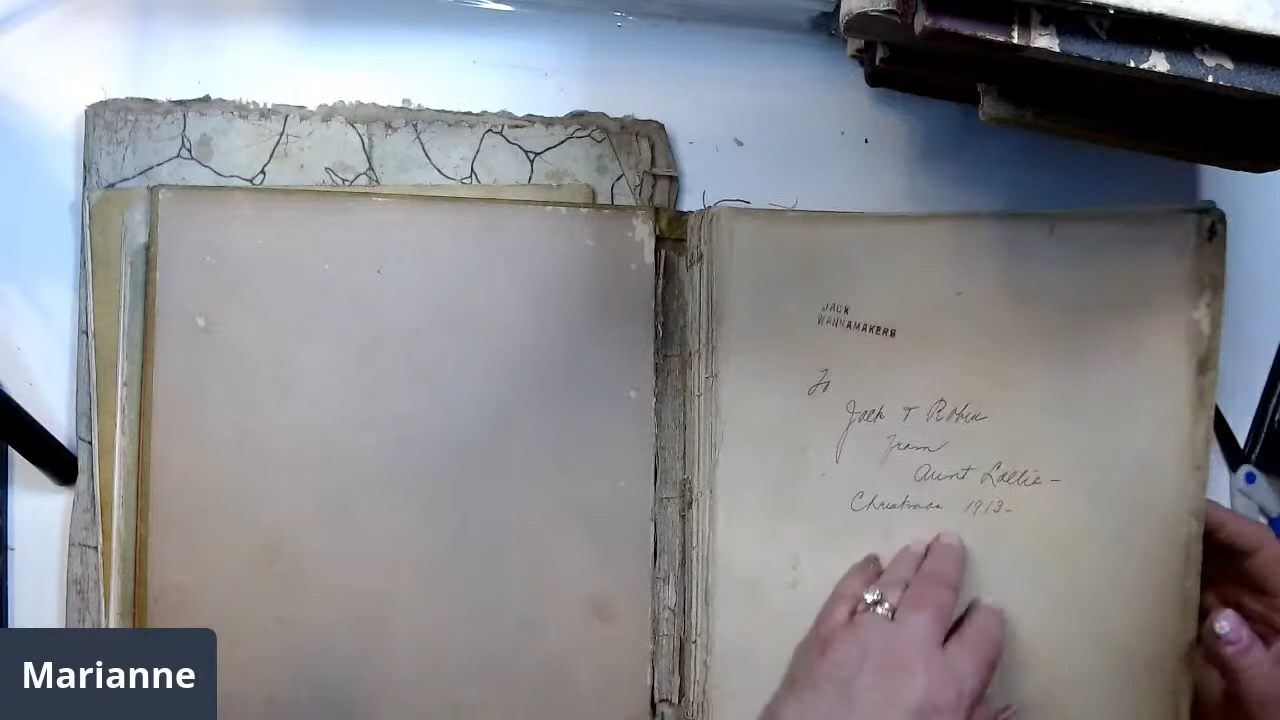 JACK
WANNAMAKERS
To
Jack & Robin
From
Aunt Lollie -
Christmas 1913 -
Marianne